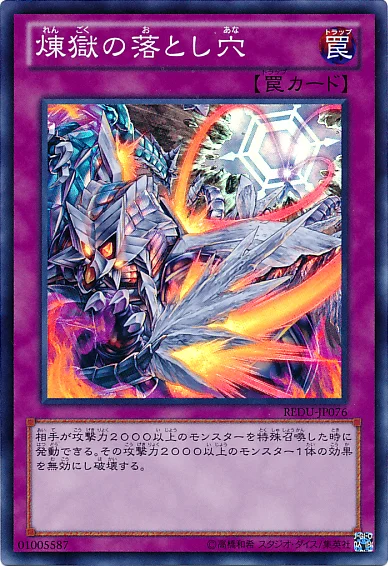 煉獄の落とし穴
罠
トラップ
【罠カード】
REDU-JP076
相手が攻撃力2000以上のモンスターを特殊召喚した時に
発動できる。その攻撃力2000以上のモンスター1体の効果
を無効にし破壊する。
01005587
©高橋和希 スタジオ・ダイス/集英社